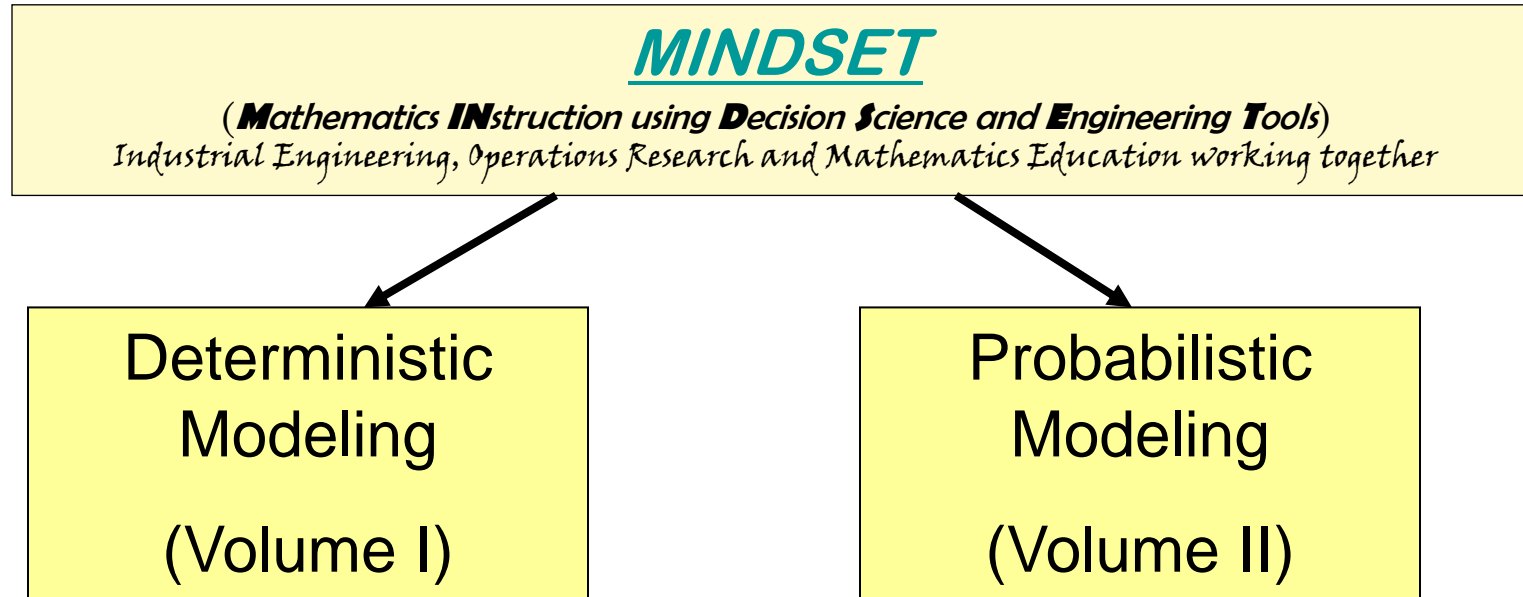 MINDSET
(Mathematics INstruction using Decision Science and Engineering Tools)
Industrial Engineering, Operations Research and Mathematics Education working together
Deterministic
Modeling
(Volume I)
Probabilistic
Modeling
(Volume II)